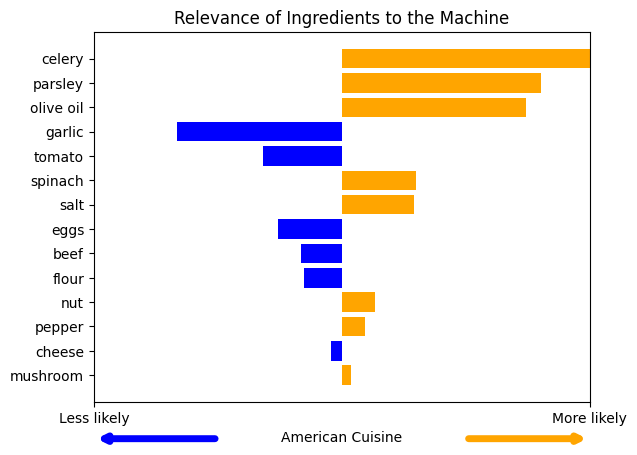 Relevance of Ingredients to the Machine
celery
parsley
olive oil
garlic
tomato
spinach
salt
eggs
beef
flour
nut
pepper
cheese
mushroom
Less likely More likely
American Cuisine